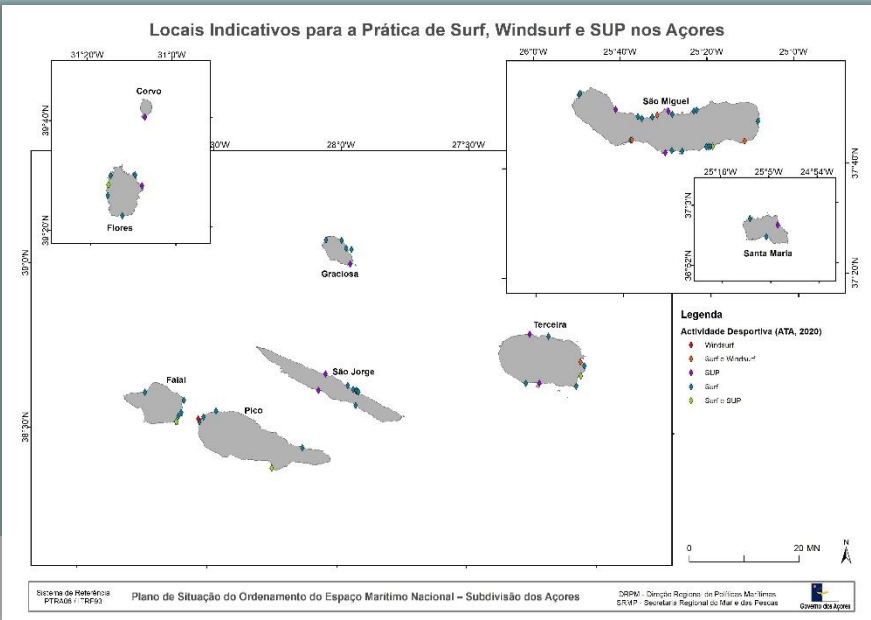 Locais Indicativos para a Prática de Surf, Windsurf e SUP nos Açores
31°20'W 31°0'W
26°0'W 25°40'W 25°20'W 25°0'W
Corvo
39°40'N
Flores
39°20'N
28°0'W 27°30'W
São Miguel
37°40'N
25°16'W 25°5'W 24°54'W
37°3'N
Santa Maria
36°52'N
37°20'N
39°0'N
Graciosa
Terceira
São Jorge
Faial
Pico
38°30'N
Legenda
Actividade Desportiva (ATA, 2020)
Windsurf
Surf e Windsurf
SUP
Surf
Surf e SUP
0 20 MN
N
Sistema de Referência
PTRA08 / ITRF93
Plano de Situação do Ordenamento do Espaço Marítimo Nacional – Subdivisão dos Açores
DRPM - Direção Regional de Políticas Marítimas
SRMP - Secretaria Regional do Mar e das Pescas
Governo dos Açores